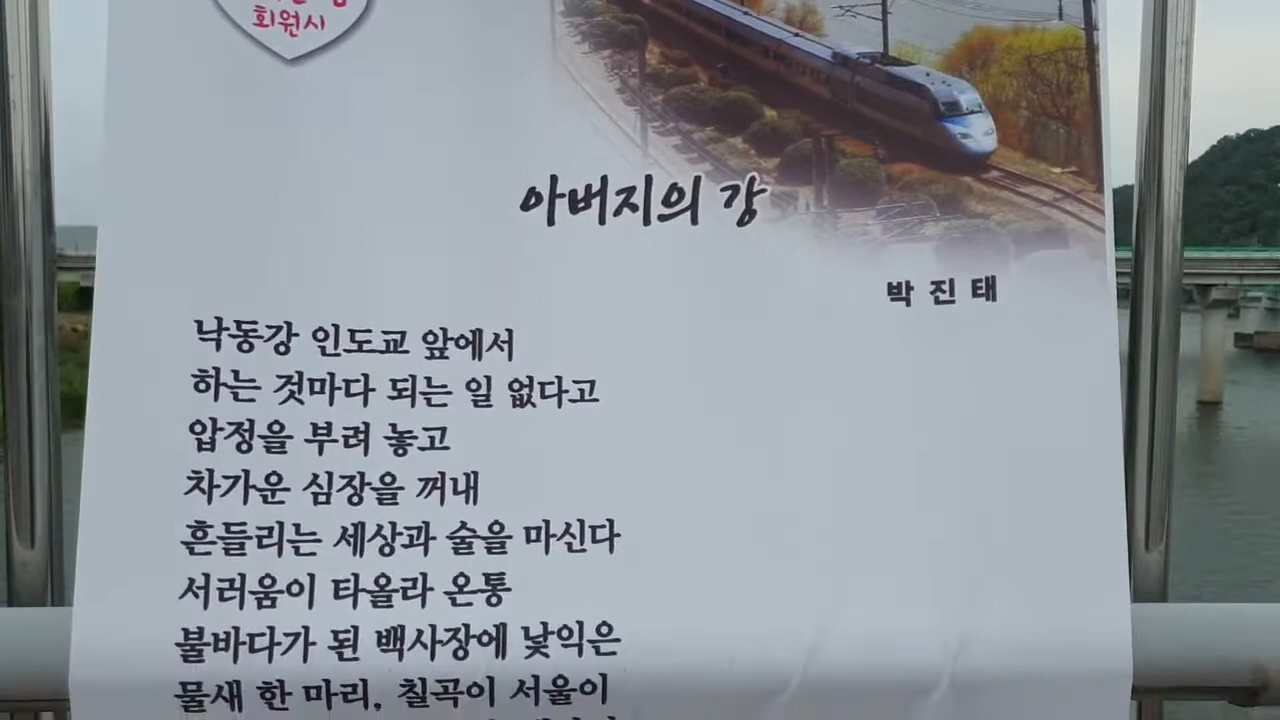 회원시
아버지의 강
박진태
낙동강 인도교 앞에서
하는 것마다 되는 일 없다고
압정을 부려 놓고
차가운 심장을 꺼내
흔들리는 세상과 술을 마신다
서러움이 타올라 온통
불바다가 된 백사장에 낯익은
물새 한 마리, 칠곡이 서울이